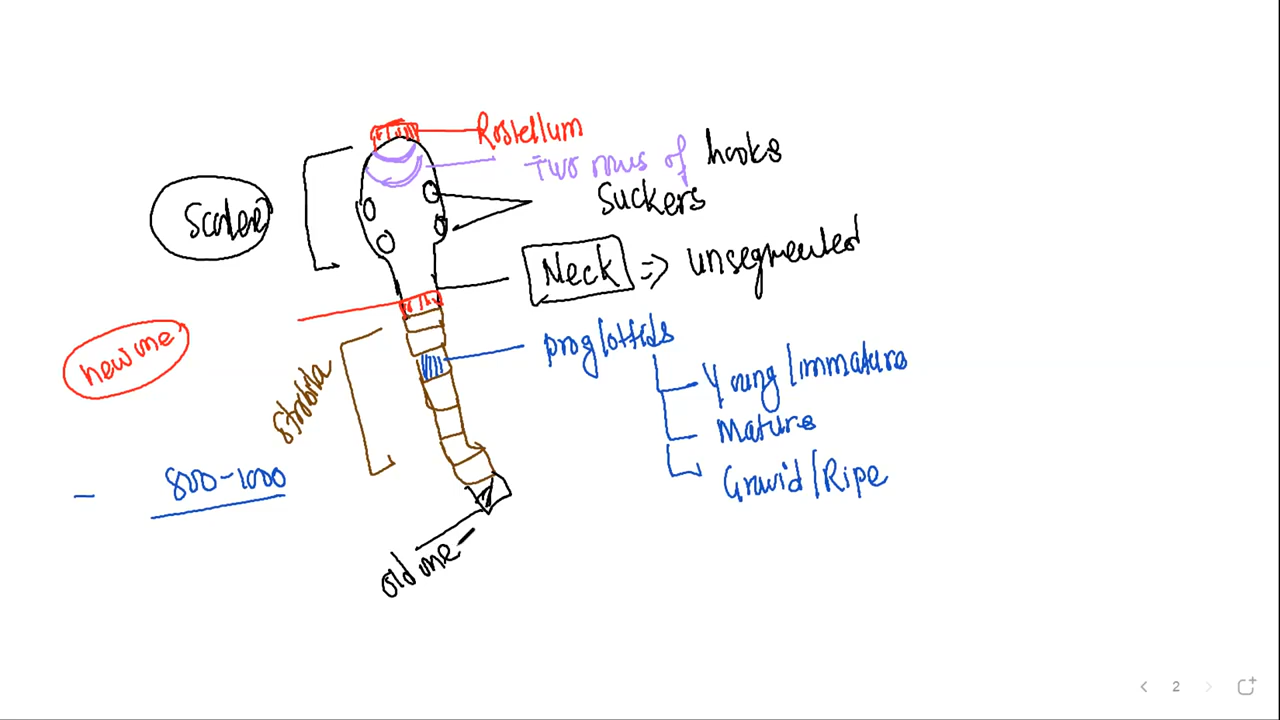 Rostellum
Two rows of hooks
Suckers
Scolex
Neck => unsegmented
new one
proglottids
Strobila
Young/immature
Mature
Gravid/Ripe
- 800-1000
old one
2